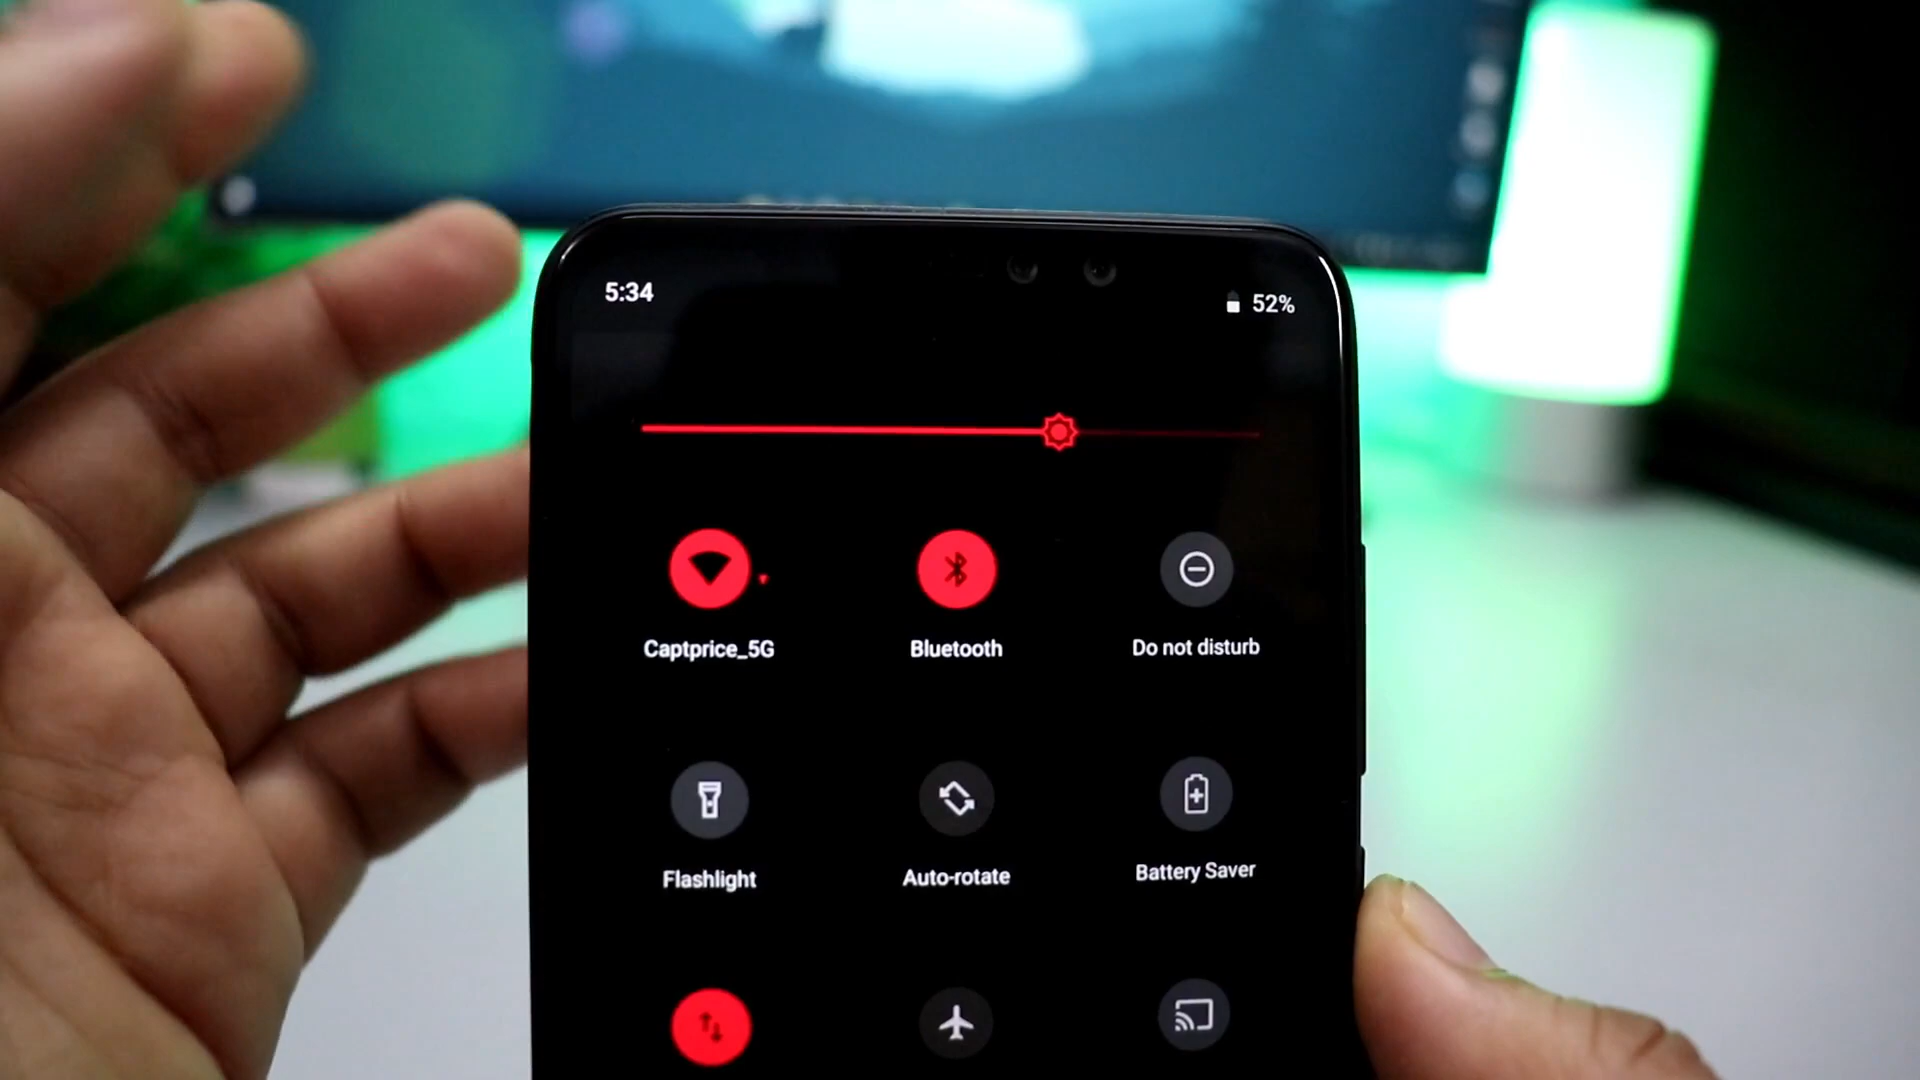 5:34
52%
Captprice_5G
Bluetooth
Do not disturb
Flashlight
Auto-rotate
Battery Saver